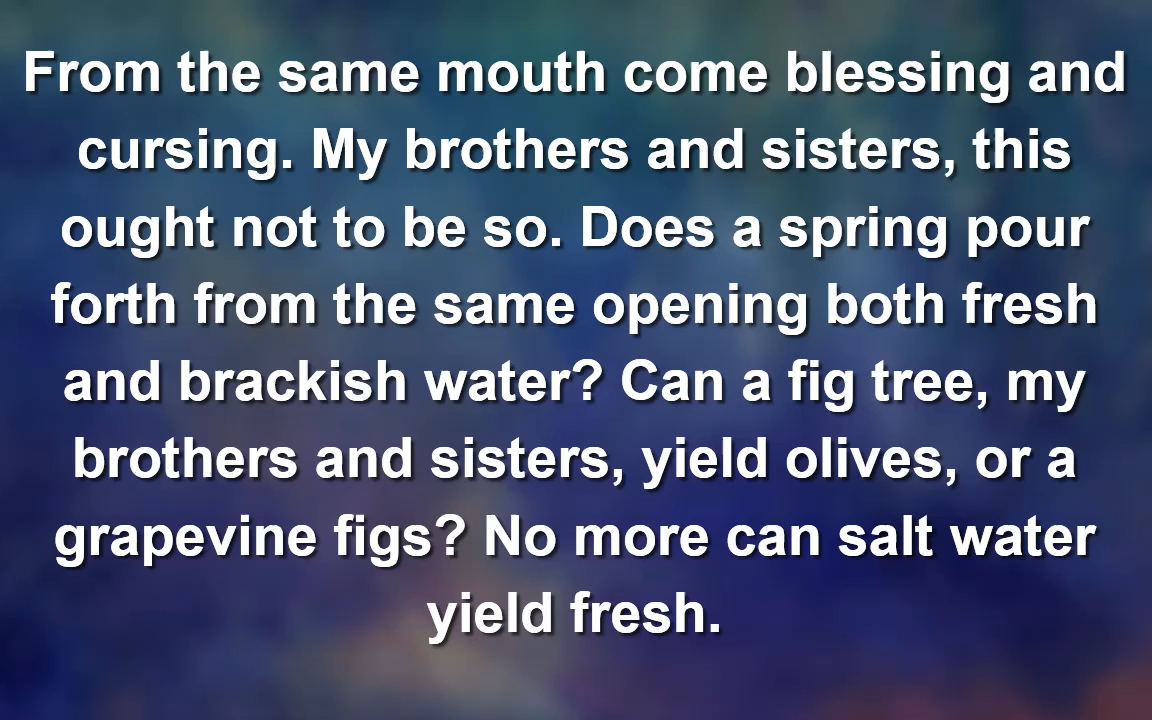 From the same mouth come blessing and
cursing. My brothers and sisters, this
ought not to be so. Does a spring pour
forth from the same opening both fresh
and brackish water? Can a fig tree, my
brothers and sisters, yield olives, or a
grapevine figs? No more can salt water
yield fresh.